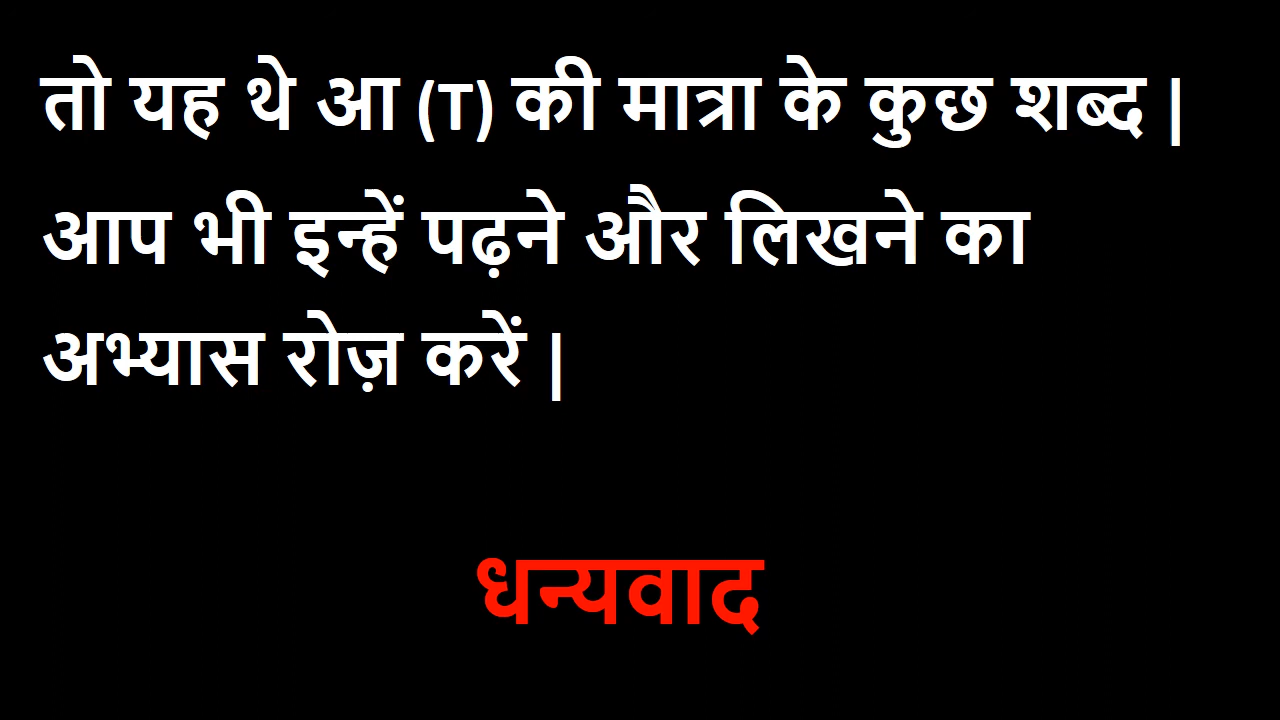 तो यह थे आ (T) की मात्रा के कुछ शब्द |
आप भी इन्हें पढ़ने और लिखने का
अभ्यास रोज़ करें |
धन्यवाद